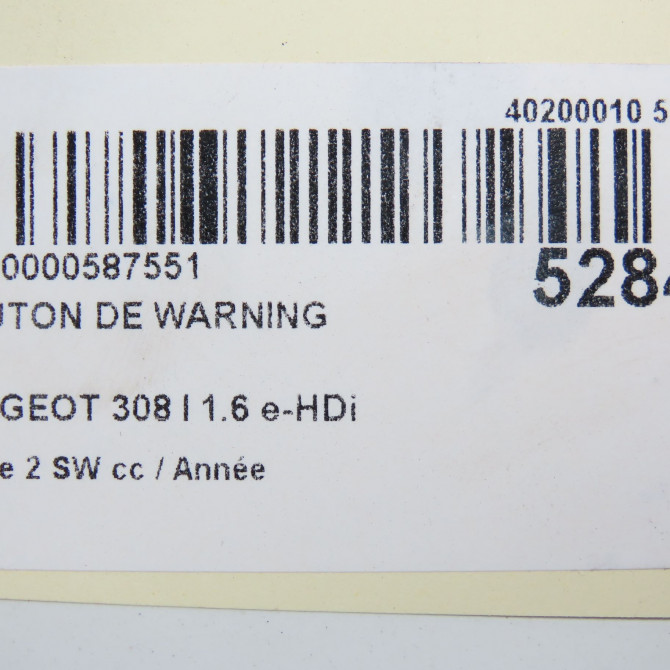 40200010 5
0000587551
5284
UTON DE WARNING
GEOT 308 I 1.6 e-HDi
e 2 SW cc / Année